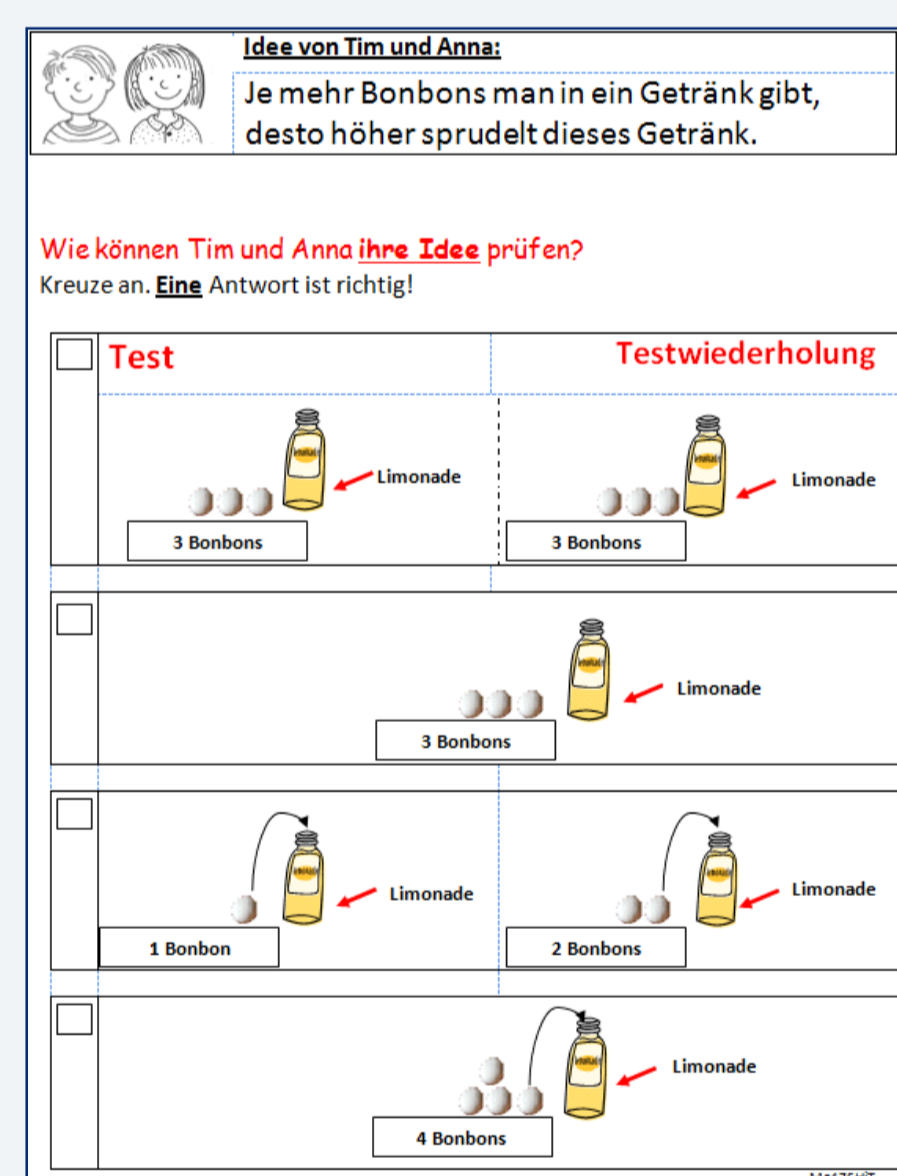 Idee von Tim und Anna:
Je mehr Bonbons man in ein Getränk gibt,
desto höher sprudelt dieses Getränk.
Wie können Tim und Anna ihre Idee prüfen?
Kreuze an. Eine Antwort ist richtig!
Test
Testwiederholung
Limonade
Limonade
3 Bonbons
3 Bonbons
Limonade
3 Bonbons
Limonade
Limonade
1 Bonbon
2 Bonbons
Limonade
4 Bonbons